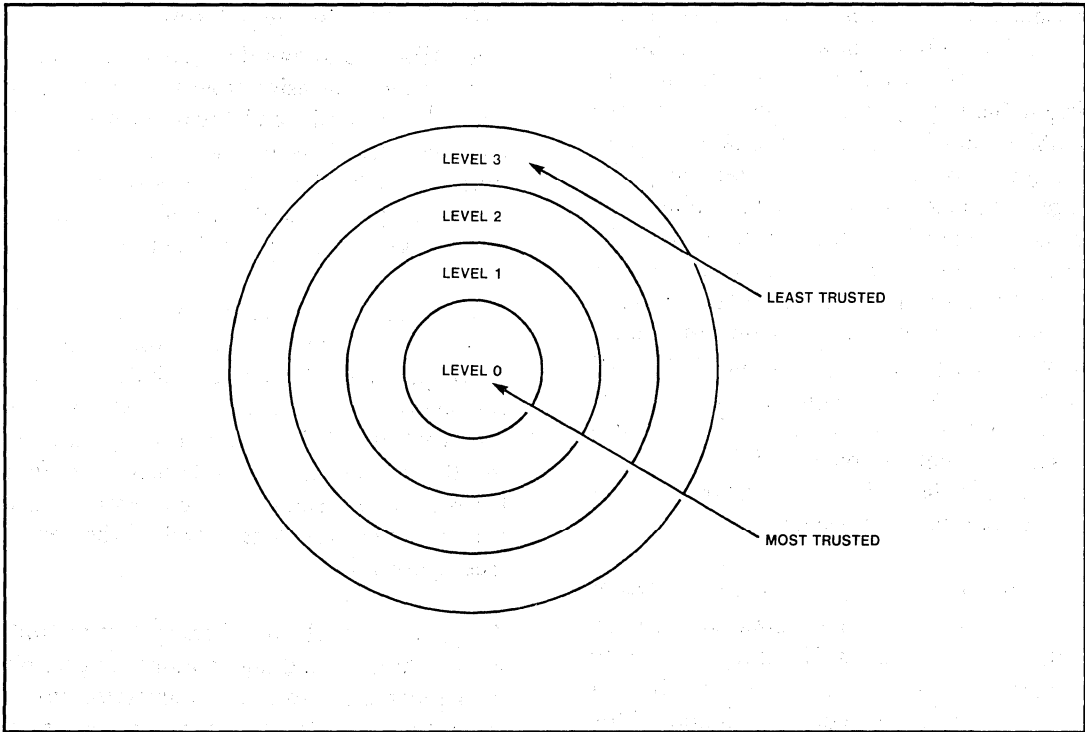 LEVEL 3
LEVEL 2
LEVEL 1
LEVEL 0
LEAST TRUSTED
MOST TRUSTED